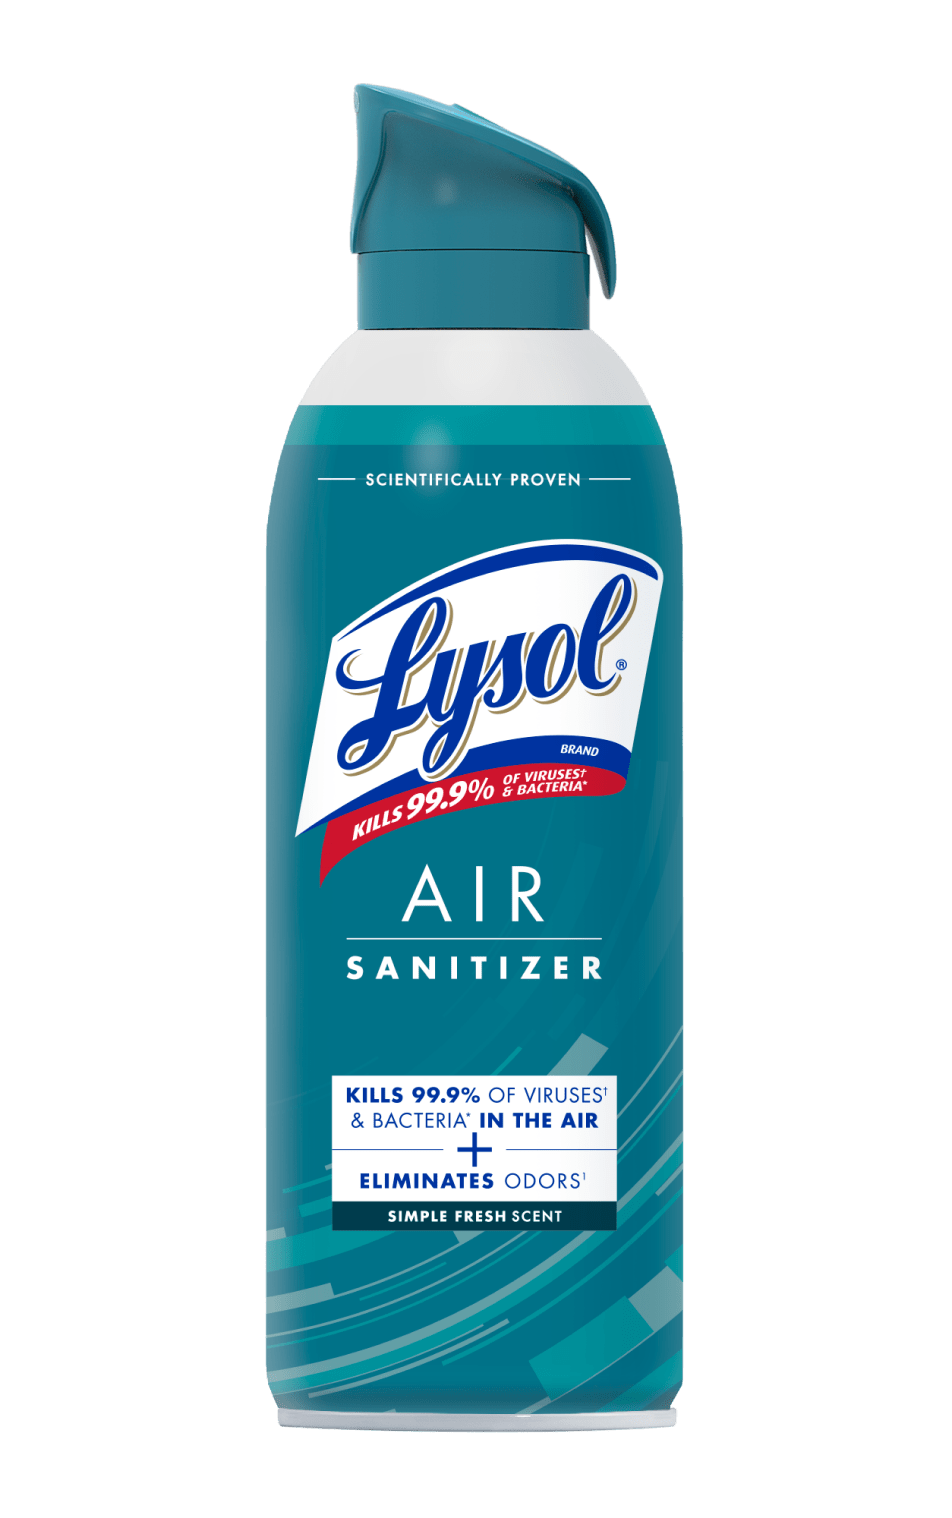 SCIENTIFICALLY PROVEN
Lysol®
BRAND
KILLS 99.9% OF VIRUSES†
& BACTERIA*
AIR
SANITIZER
KILLS 99.9% OF VIRUSES†
& BACTERIA* IN THE AIR
+
ELIMINATES ODORS¹
SIMPLE FRESH SCENT